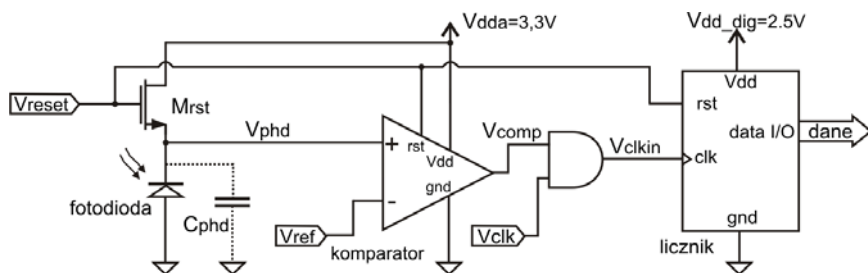 Vdda=3,3V
Vdd_dig=2.5V
Vreset
Mrst
Vphd
rst
Vdd
Vcomp
Vclkin
Vdd
rst
data I/O
dane
clk
fotodioda
Cphd
+
-
gnd
Vref
komparator
Vclk
gnd
licznik